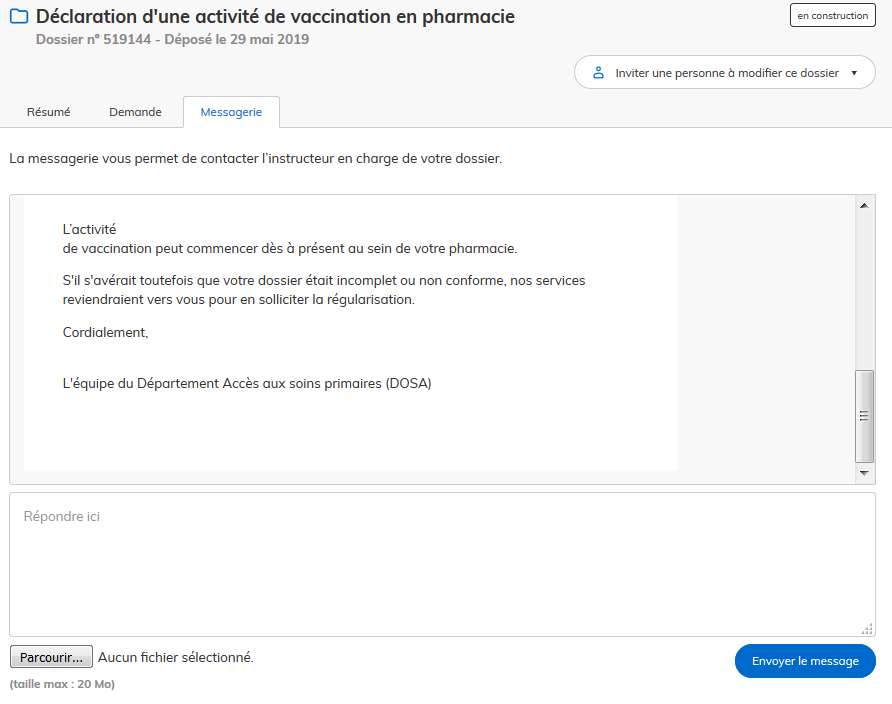 Déclaration d'une activité de vaccination en pharmacie
en construction
Dossier nº 519144 - Déposé le 29 mai 2019
Inviter une personne à modifier ce dossier
Résumé
Demande
Messagerie
La messagerie vous permet de contacter l'instructeur en charge de votre dossier.
L'activité
de vaccination peut commencer dès à présent au sein de votre pharmacie.
S'il s'avérait toutefois que votre dossier était incomplet ou non conforme, nos services
reviendraient vers vous pour en solliciter la régularisation.
Cordialement,
L'équipe du Département Accès aux soins primaires (DOSA)
Répondre ici
Parcourir... Aucun fichier sélectionné.
Envoyer le message
(taille max : 20 Mo)